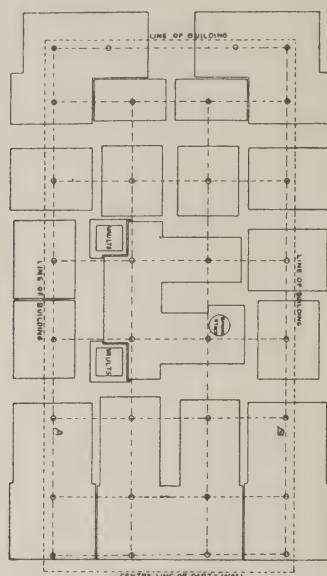 LINE OF BUILDING
VAULTS
LINE OF BUILDING
LINE OF BUILDING
VAULTS
A
B
CENTRE LINE OF PARTY WALL